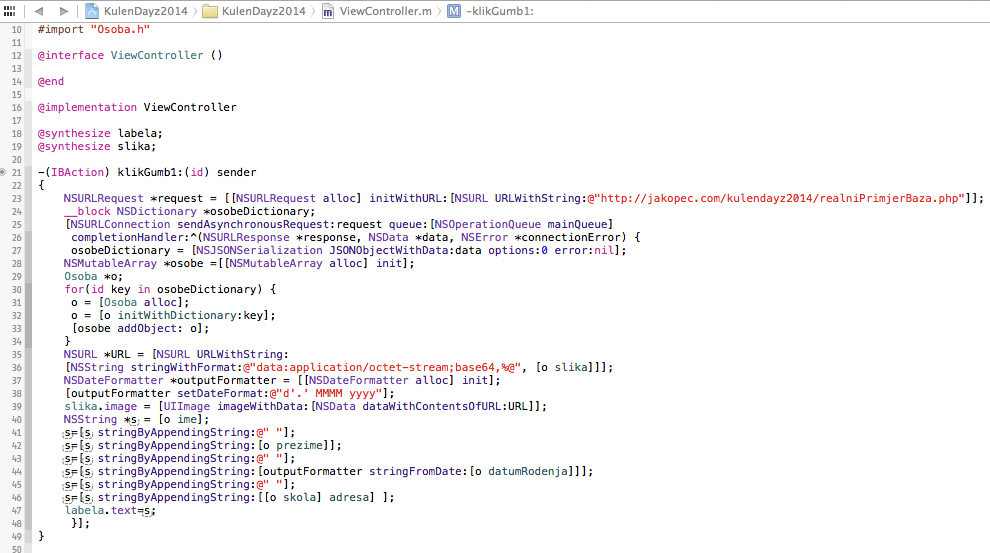 KulenDayz2014 KulenDayz2014 ViewController.m M -klikGumb1:
10 #import "Osoba.h"
11
12 @interface ViewController ()
13
14 @end
15
16 @implementation ViewController
17
18 @synthesize labela;
19 @synthesize slika;
20
21 -(IBAction) klikGumb1:(id) sender
22 {
23 NSURLRequest *request = [[NSURLRequest alloc] initWithURL:[NSURL URLWithString:@"http://jakopec.com/kulendayz2014/realniPrimjerBaza.php"]];
24 __block NSDictionary *osobeDictionary;
25 [NSURLConnection sendAsynchronousRequest:request queue:[NSOperationQueue mainQueue]
26 completionHandler:^(NSURLResponse *response, NSData *data, NSError *connectionError) {
27 osobeDictionary = [NSJSONSerialization JSONObjectWithData:data options:0 error:nil];
28 NSMutableArray *osobe =[[NSMutableArray alloc] init];
29 Osoba *o;
30 for(id key in osobeDictionary) {
31 o = [Osoba alloc];
32 o = [o initWithDictionary:key];
33 [osobe addObject: o];
34 }
35 NSURL *URL = [NSURL URLWithString:
36 [NSString stringWithFormat:@"data:application/octet-stream;base64,%@", [o slika]]];
37 NSDateFormatter *outputFormatter = [[NSDateFormatter alloc] init];
38 [outputFormatter setDateFormat:@"d'.' MMMM yyyy"];
39 slika.image = [UIImage imageWithData:[NSData dataWithContentsOfURL:URL]];
40 NSString *s = [o ime];
41 s=[s stringByAppendingString:@" "];
42 s=[s stringByAppendingString:[o prezime]];
43 s=[s stringByAppendingString:@" "];
44 s=[s stringByAppendingString:[outputFormatter stringFromDate:[o datumRodenja]]];
45 s=[s stringByAppendingString:@" "];
46 s=[s stringByAppendingString:[[o skola] adresa] ];
47 labela.text=s;
48 }];
49 }
50